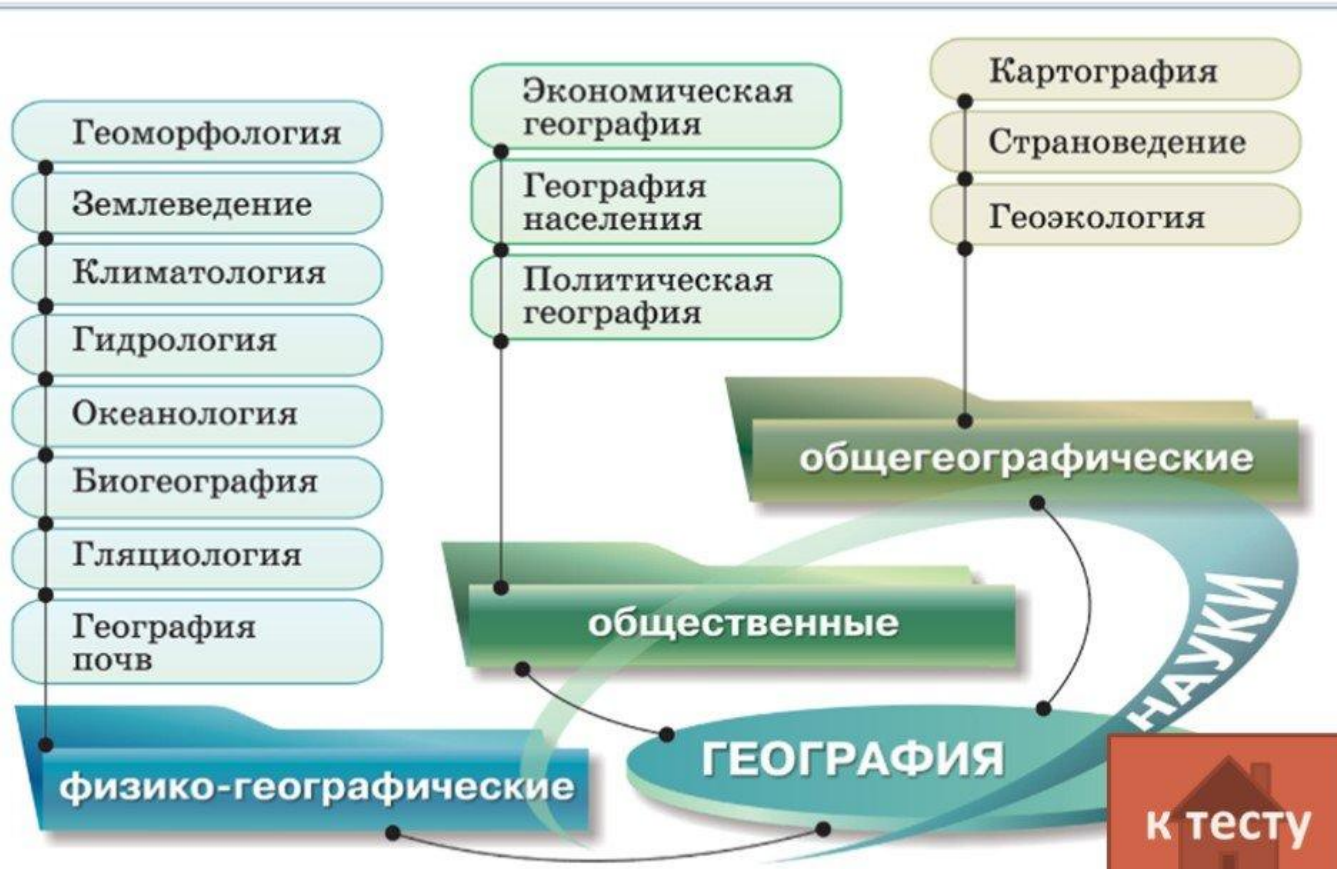 Геоморфология
Землеведение
Климатология
Гидрология
Океанология
Биогеография
Гляциология
География
почв
физико-географические
Экономическая
география
География
населения
Политическая
география
общественные
Картография
Страноведение
Геоэкология
общегеографические
ГЕОГРАФИЯ
НАУКИ
к тесту